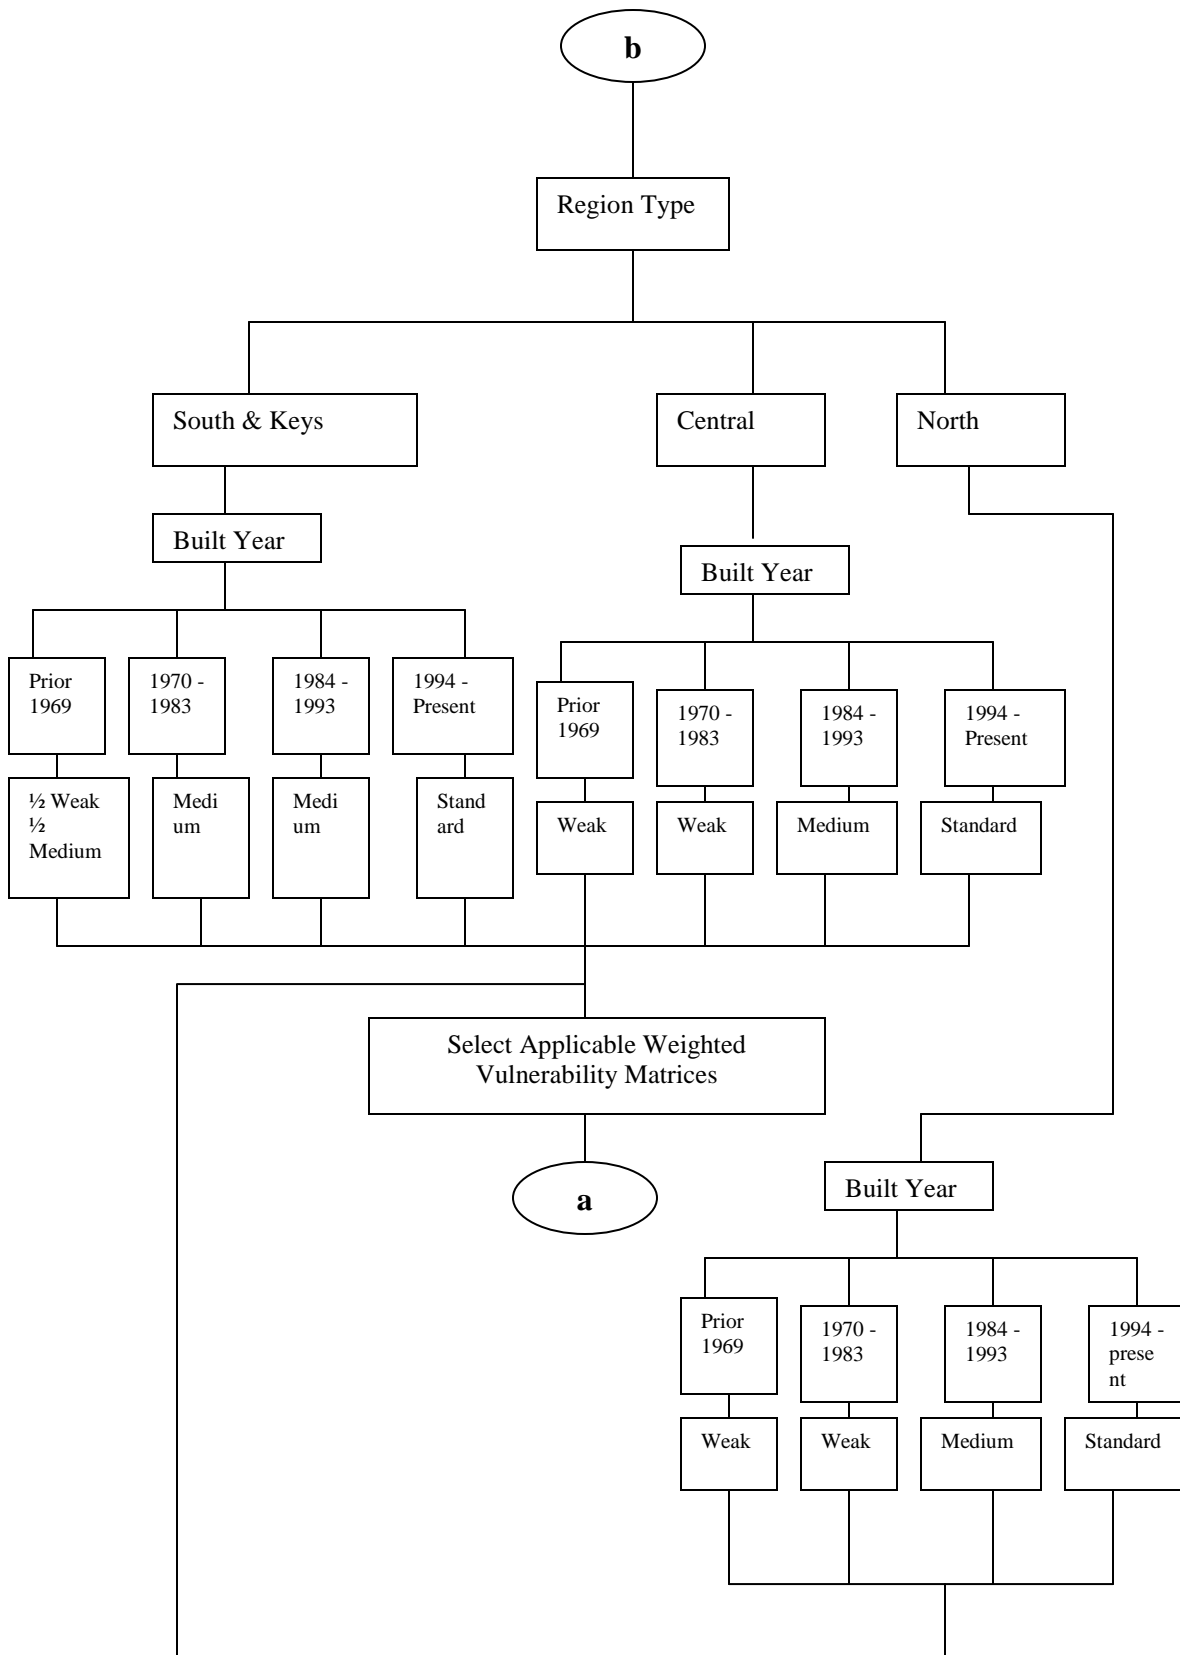 b
Region Type
South & Keys
Central
North
Built Year
Built Year
Prior
1969
1970 -
1983
1984 -
1993
1994 -
Present
Prior
1969
1970 -
1983
1984 -
1993
1994 -
Present
½ Weak
½
Medium
Medi
um
Medi
um
Stand
ard
Weak
Weak
Medium
Standard
Select Applicable Weighted
Vulnerability Matrices
a
Built Year
Prior
1969
1970 -
1983
1984 -
1993
1994 -
prese
nt
Weak
Weak
Medium
Standard